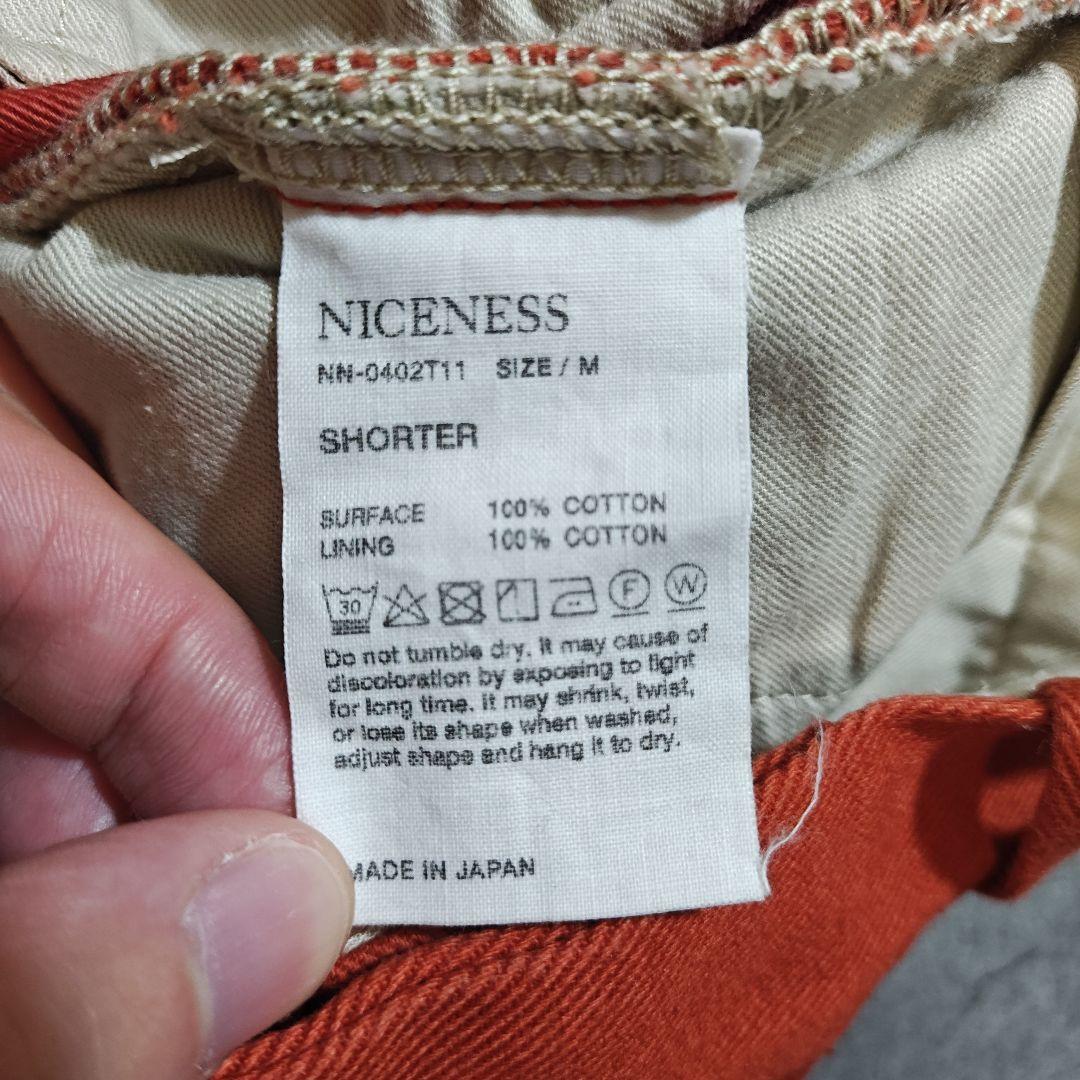 NICENESS
NN-0402T11 SIZE / M
SHORTER
SURFACE 100% COTTON
LINING 100% COTTON
30 F W
Do not tumble dry. It may cause of
discoloration by exposing to light
for long time. It may shrink, twist,
or lose its shape when washed,
adjust shape and hang it to dry.
MADE IN JAPAN